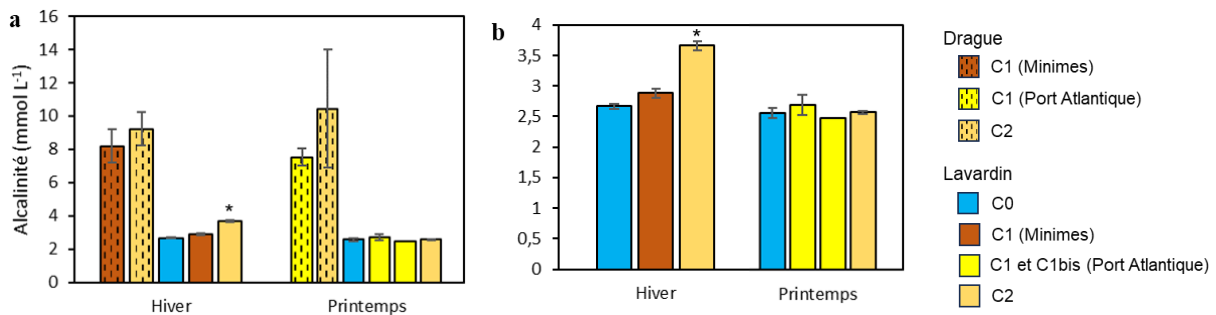 a
Alcalinité (mmol L-1)
16
14
12
10
8
6
4
2
0
*
Hiver
Printemps
b
4
3,5
3
2,5
2
1,5
1
0,5
0
*
Hiver
Printemps
Drague
C1 (Minimes)
C1 (Port Atlantique)
C2
Lavardin
C0
C1 (Minimes)
C1 et C1bis (Port Atlantique)
C2